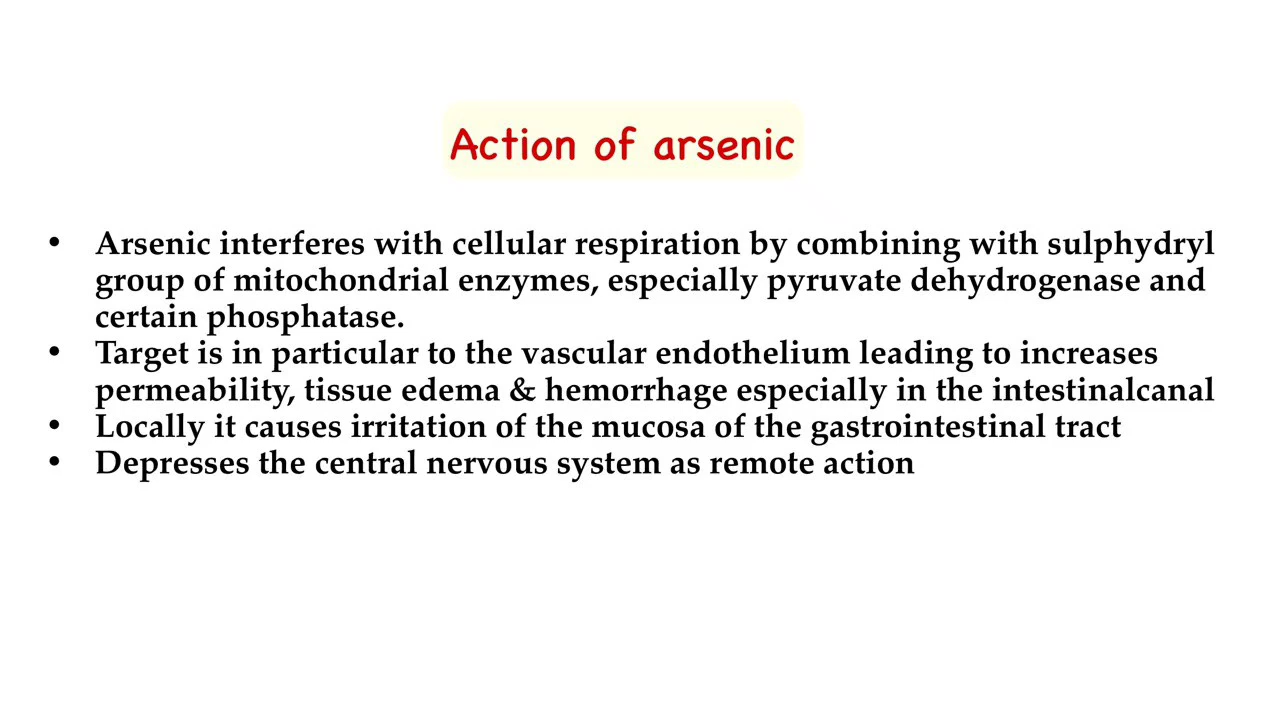 Action of arsenic
• Arsenic interferes with cellular respiration by combining with sulphydryl
group of mitochondrial enzymes, especially pyruvate dehydrogenase and
certain phosphatase.
• Target is in particular to the vascular endothelium leading to increases
permeability, tissue edema & hemorrhage especially in the intestinalcanal
• Locally it causes irritation of the mucosa of the gastrointestinal tract
• Depresses the central nervous system as remote action